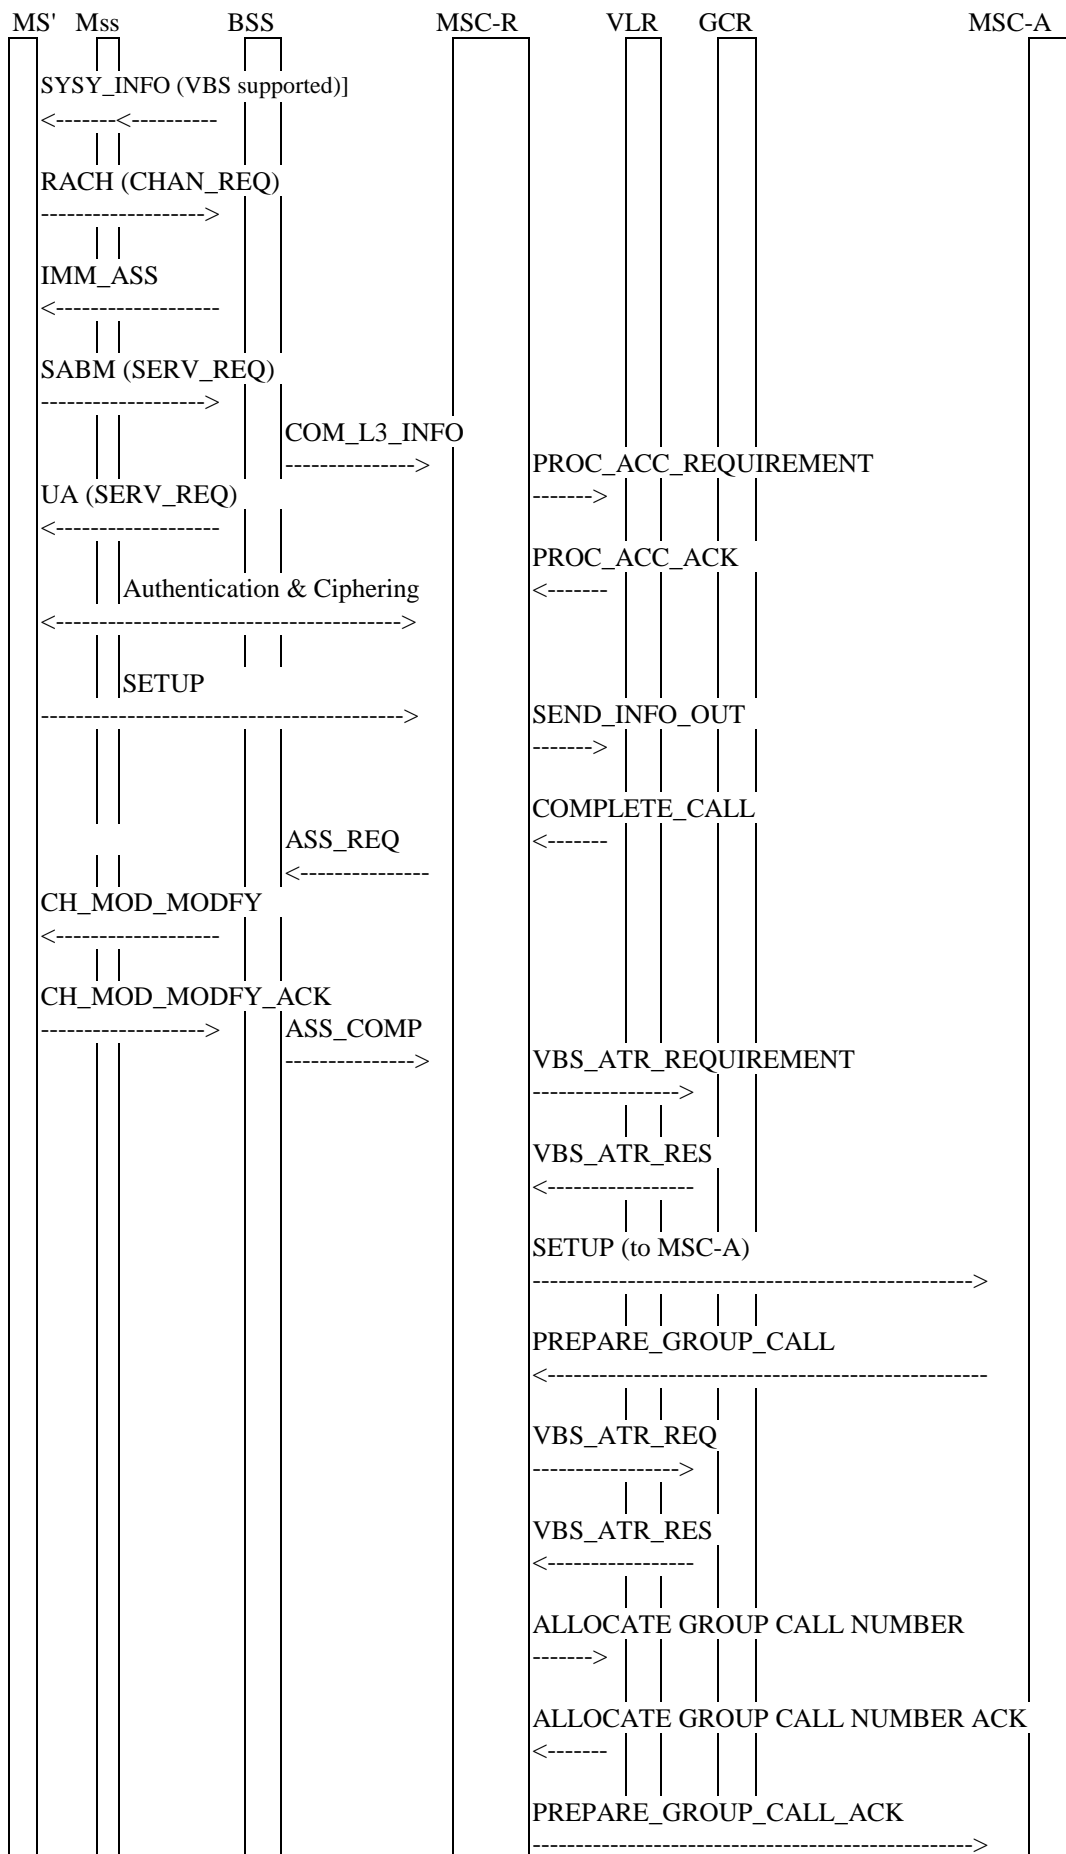 MS' Mss BSS MSC-R VLR GCR MSC-A
SYSY_INFO (VBS supported)]
<-------<----------
RACH (CHAN_REQ)
------------------->
IMM_ASS
<-------------------
SABM (SERV_REQ)
------------------->
COM_L3_INFO
---------------> PROC_ACC_REQUIREMENT
UA (SERV_REQ) ------->
<-------------------
PROC_ACC_ACK
Authentication & Ciphering <-------
<---------------------------------------->
SETUP
------------------------------------------> SEND_INFO_OUT
------->
COMPLETE_CALL
ASS_REQ <-------
<---------------
CH_MOD_MODFY
<-------------------
CH_MOD_MODFY_ACK
-------------------> ASS_COMP
---------------> VBS_ATR_REQUIREMENT
----------------->
VBS_ATR_RES
<-----------------
SETUP (to MSC-A)
--------------------------------------------------->
PREPARE_GROUP_CALL
<---------------------------------------------------
VBS_ATR_REQ
----------------->
VBS_ATR_RES
<-----------------
ALLOCATE GROUP CALL NUMBER
------->
ALLOCATE GROUP CALL NUMBER ACK
<-------
PREPARE_GROUP_CALL_ACK
--------------------------------------------------->